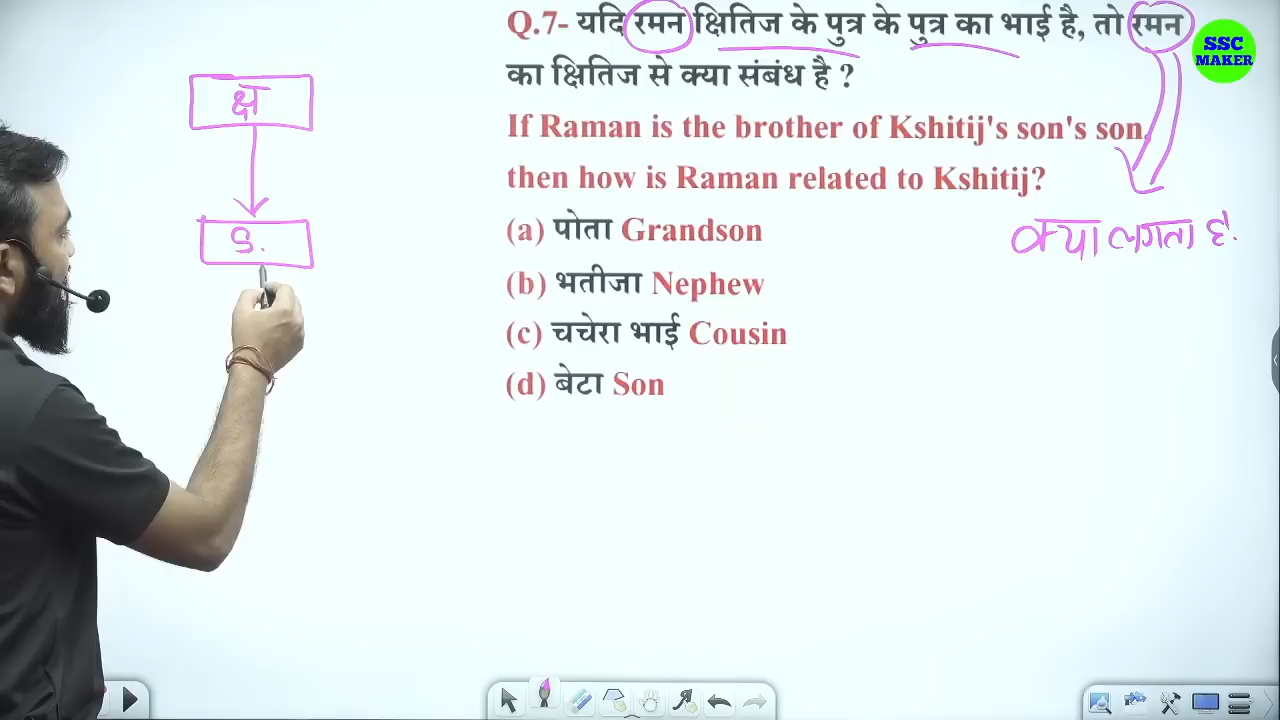 Q.7- यदि रमन क्षितिज के पुत्र के पुत्र का भाई है, तो रमन
का क्षितिज से क्या संबंध है ?
If Raman is the brother of Kshitij's son's son,
then how is Raman related to Kshitij?
(a) पोता Grandson
(b) भतीजा Nephew
(c) चचेरा भाई Cousin
(d) बेटा Son
SSC
MAKER
क्ष
S.
क्या लगता है.